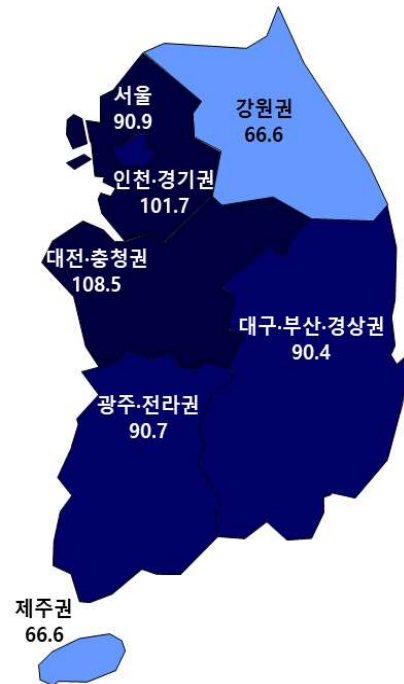 서울
90.9
강원권
66.6
인천·경기권
101.7
대전·충청권
108.5
대구·부산·경상권
90.4
광주·전라권
90.7
제주권
66.6